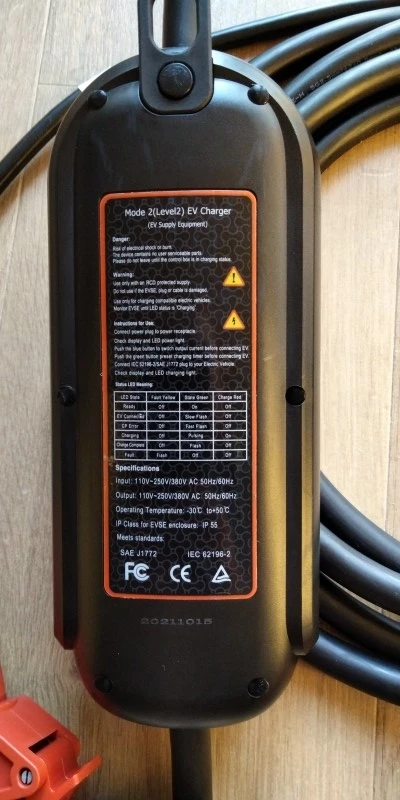 Mode 2(Level2) EV Charger
(EV Supply Equipment)
Danger:
Risk of electrical shock or burn.
The device contains no user serviceable parts.
Please do not leave until the control box is in charging status.
Warning:
Use only with an RCD protected supply.
Do not use if the EVSE, plug or cable is damaged.
Use only for charging compatible electric vehicles.
Monitor EVSE until LED status is 'Charging'
Instructions for Use:
Connect power plug to power receptacle.
Check display and LED power light.
Push the blue button to switch output current before connecting EV
Push the green button preset charging timer before connecting EV
Connect IEC 62196-2/SAE J1772 plug to your Electric Vehicle.
Check display and LED charging light.
Status LED Meaning:
LED State Fault Yellow State Green Charge Red
Ready Off On Off
EV Connected Off Slow Flash Off
CP Error Off Fast Flash Off
Charging Off Pulsing On
Charge Complete Off Flash Off
Fault Flash Off Off
Specifications
Input: 110V~250V/380V AC 50Hz/60Hz
Output: 110V~250V/380V AC 50Hz/60Hz
Operating Temperature: -30℃ to+50℃
IP Class for EVSE enclosure: IP 55
Meets standards:
SAE J1772 IEC 62196-2
FC CE
20211015